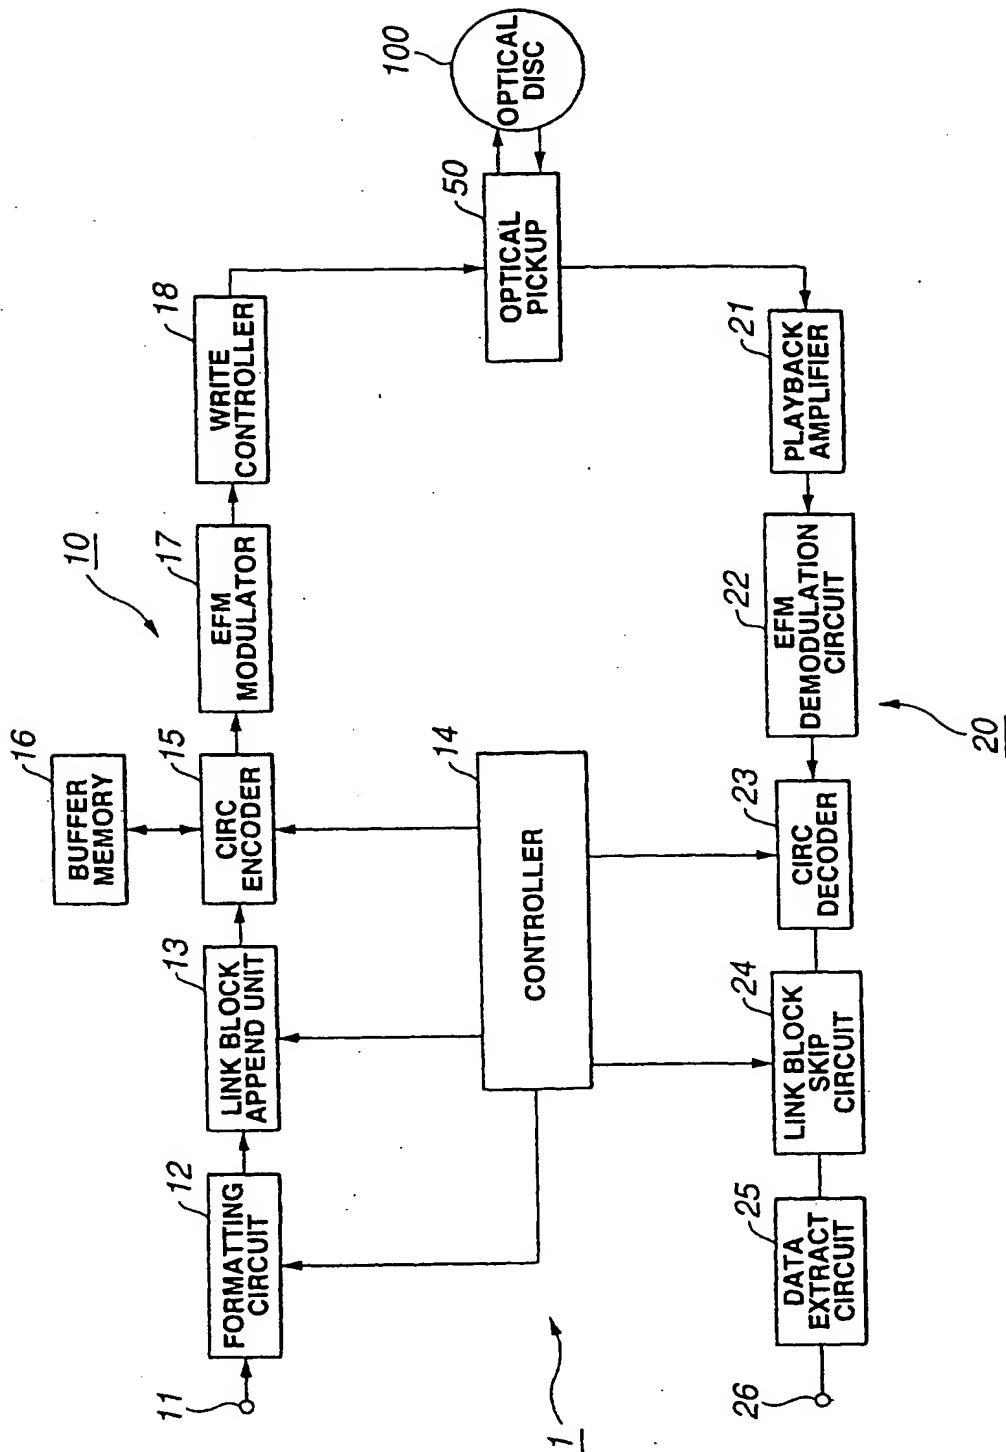 10
11
12
FORMATTING
CIRCUIT
13
LINK BLOCK
APPEND UNIT
16
BUFFER
MEMORY
15
CIRC
ENCODER
17
EFM
MODULATOR
18
WRITE
CONTROLLER
100
OPTICAL
DISC
50
OPTICAL
PICKUP
14
CONTROLLER
1
26
25
DATA
EXTRACT
CIRCUIT
24
LINK BLOCK
SKIP
CIRCUIT
23
CIRC
DECODER
22
EFM
DEMODULATION
CIRCUIT
21
PLAYBACK
AMPLIFIER
20